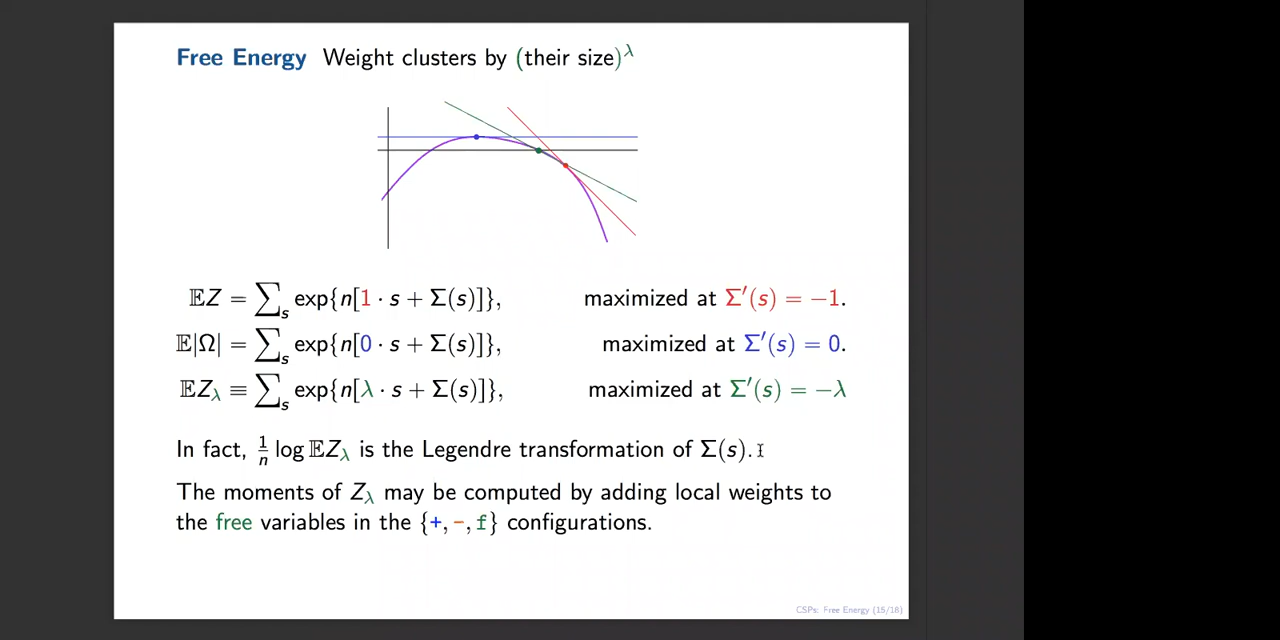 Free Energy Weight clusters by (their size)^λ
𝔼Z = ∑_s exp{n[1 · s + Σ(s)]}, maximized at Σ′(s) = −1.
𝔼|Ω| = ∑_s exp{n[0 · s + Σ(s)]}, maximized at Σ′(s) = 0.
𝔼Z_λ ≡ ∑_s exp{n[λ · s + Σ(s)]}, maximized at Σ′(s) = −λ
In fact, 1/n log 𝔼Z_λ is the Legendre transformation of Σ(s).
The moments of Z_λ may be computed by adding local weights to
the free variables in the {+, -, f} configurations.
CSPs: Free Energy (15/18)